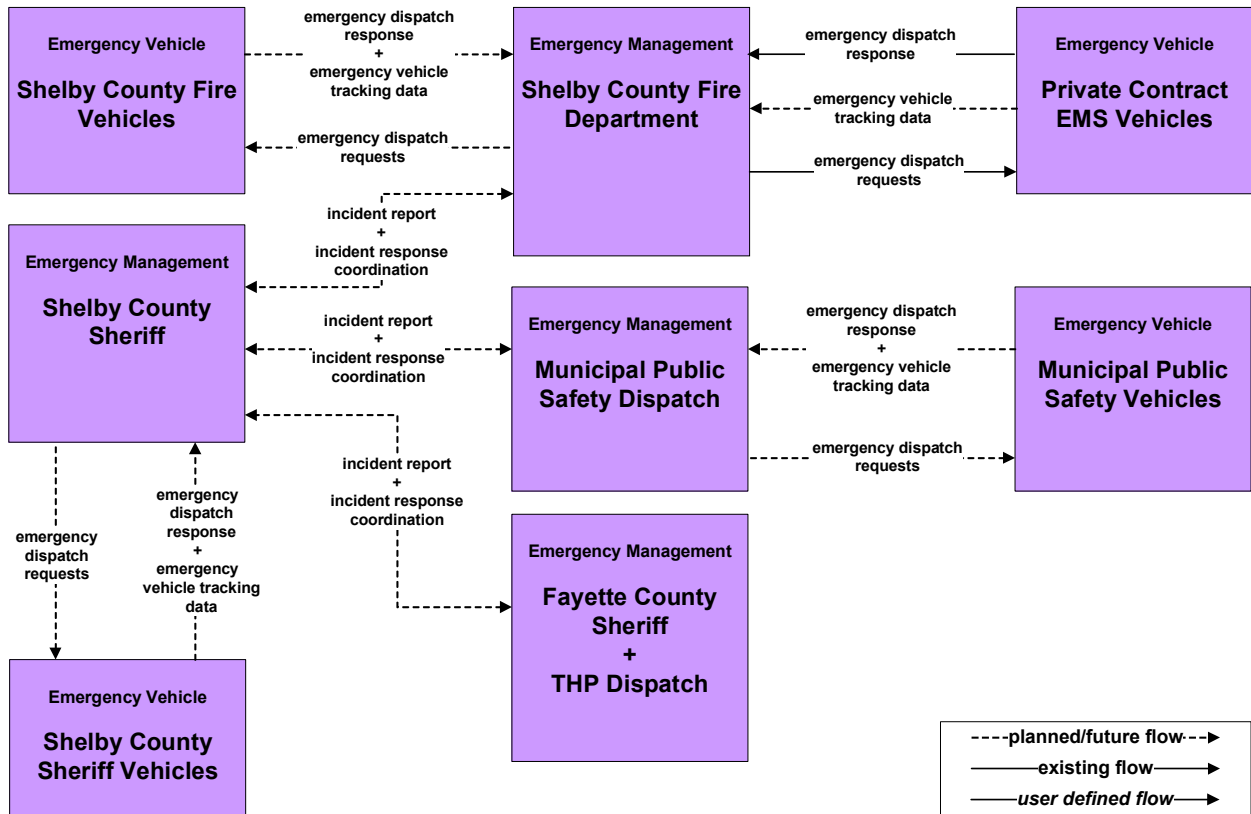 Emergency Vehicle
Shelby County Fire
Vehicles
emergency dispatch
response
+
emergency vehicle
tracking data
emergency dispatch
requests
Emergency Management
Shelby County Fire
Department
emergency dispatch
response
emergency vehicle
tracking data
emergency dispatch
requests
Emergency Vehicle
Private Contract
EMS Vehicles
incident report
+
incident response
coordination
Emergency Management
Shelby County
Sheriff
incident report
+
incident response
coordination
Emergency Management
Municipal Public
Safety Dispatch
emergency dispatch
response
+
emergency vehicle
tracking data
emergency dispatch
requests
Emergency Vehicle
Municipal Public
Safety Vehicles
incident report
+
incident response
coordination
emergency
dispatch
requests
emergency
dispatch
response
+
emergency
vehicle tracking
data
Emergency Management
Fayette County
Sheriff
+
THP Dispatch
Emergency Vehicle
Shelby County
Sheriff Vehicles
planned/future flow
existing flow
user defined flow